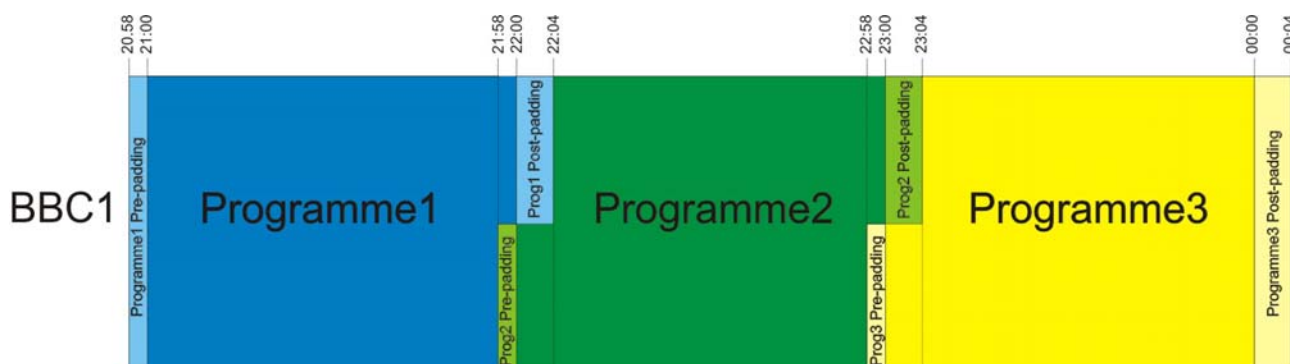 20.58
21:00
21:58
22:00
22:04
22:58
23:00
23:04
00:00
00:04
BBC1
Programme1 Pre-padding
Programme1
Prog2 Pre-padding
Prog1 Post-padding
Programme2
Prog3 Pre-padding
Prog2 Post-padding
Programme3
Programme3 Post-padding